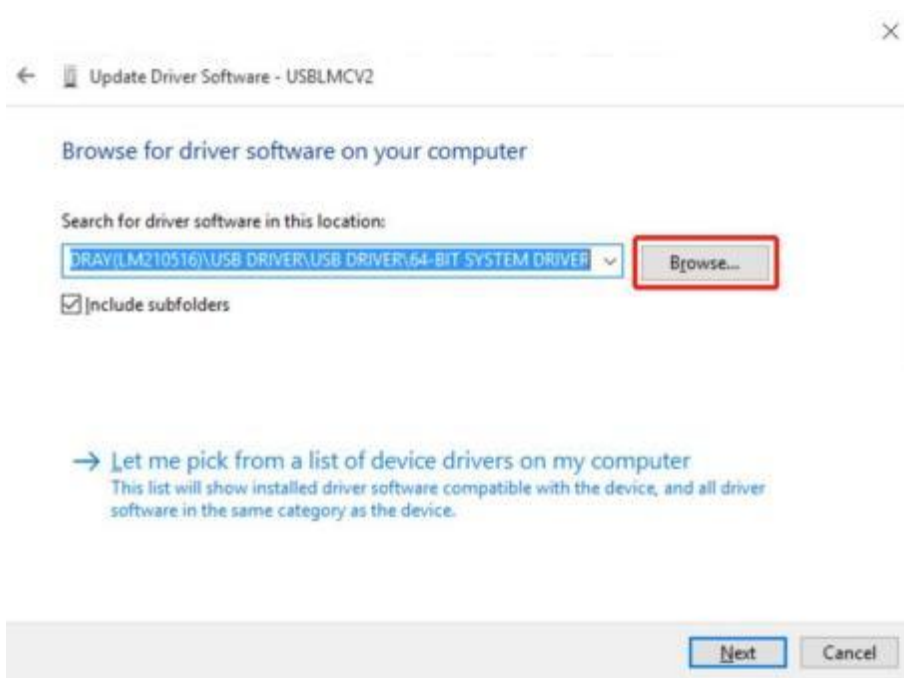 Update Driver Software - USBLMCV2
Browse for driver software on your computer
Search for driver software in this location:
DRAY(LM210516)\USB DRIVER\USB DRIVER\64-BIT SYSTEM DRIVER
Browse...
Include subfolders
Let me pick from a list of device drivers on my computer
This list will show installed driver software compatible with the device, and all driver
software in the same category as the device.
Next Cancel